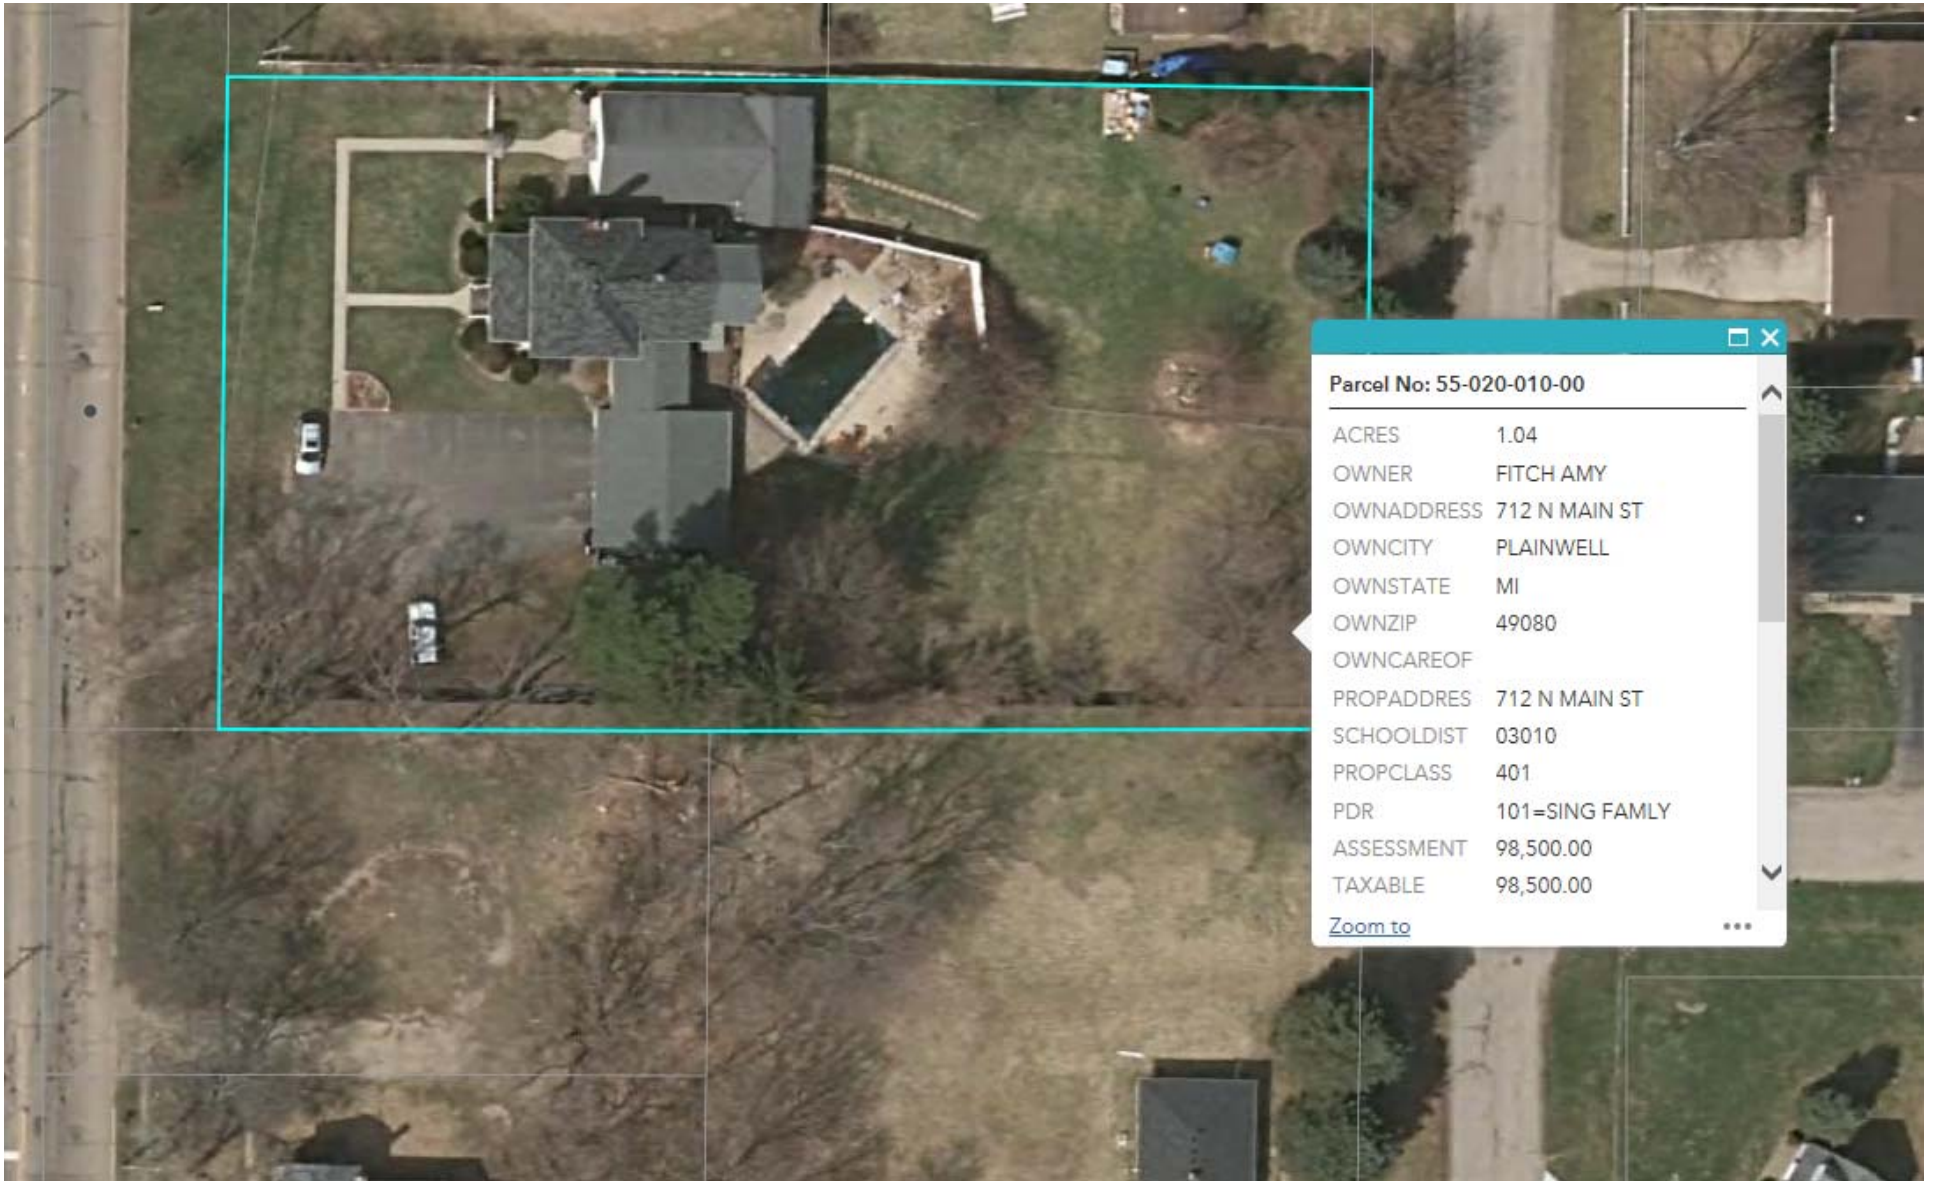 Parcel No: 55-020-010-00
ACRES 1.04
OWNER FITCH AMY
OWNADDRESS 712 N MAIN ST
OWNCITY PLAINWELL
OWNSTATE MI
OWNZIP 49080
OWNCAREOF
PROPADDRES 712 N MAIN ST
SCHOOLDIST 03010
PROPCLASS 401
PDR 101=SING FAMLY
ASSESSMENT 98,500.00
TAXABLE 98,500.00
Zoom to